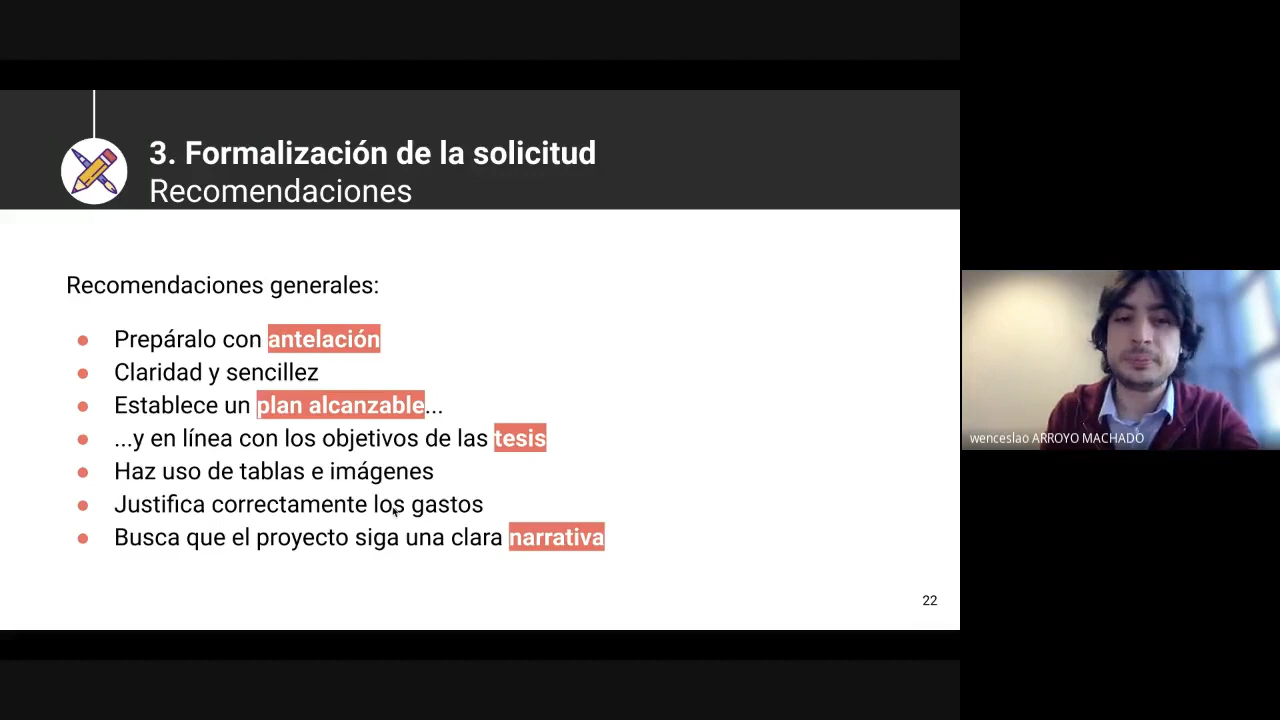 3. Formalización de la solicitud
Recomendaciones
Recomendaciones generales:
● Prepáralo con antelación
● Claridad y sencillez
● Establece un plan alcanzable...
● ...y en línea con los objetivos de las tesis
● Haz uso de tablas e imágenes
● Justifica correctamente los gastos
● Busca que el proyecto siga una clara narrativa
22
wenceslao ARROYO MACHADO